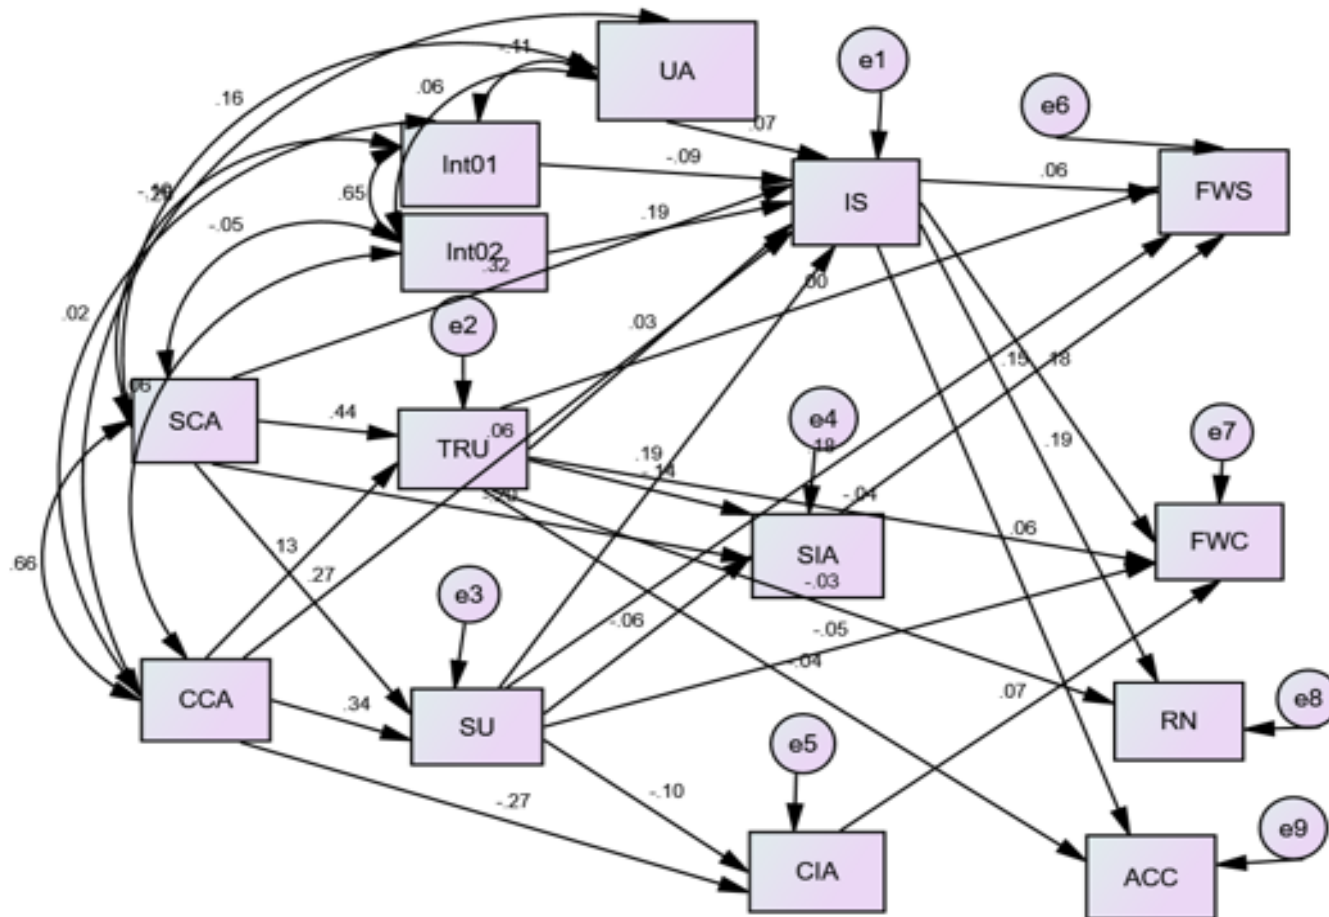 -.11
UA
e1
e6
.16
.06
.07
Int01
-.09
IS
.06
FWS
.65
.19
-.05
Int02
.32
.02
e2
.03
.00
SCA
.44
TRU
e4
.15
.18
e7
.06
.19
.18
.19
-.14
-.04
.06
FWC
.66
.13
.27
SIA
-.03
e3
-.06
-.05
-.04
CCA
.34
SU
.07
RN
e8
e5
-.10
-.27
CIA
ACC
e9